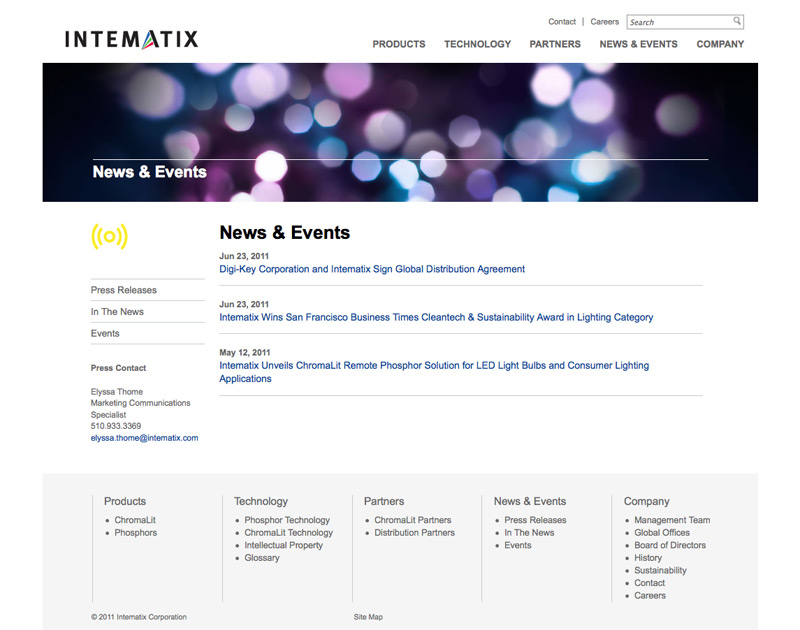 Contact | Careers
Search
INTEMATIX
PRODUCTS TECHNOLOGY PARTNERS NEWS & EVENTS COMPANY
News & Events
News & Events
Jun 23, 2011
Digi-Key Corporation and Intematix Sign Global Distribution Agreement
Jun 23, 2011
Intematix Wins San Francisco Business Times Cleantech & Sustainability Award in Lighting Category
May 12, 2011
Intematix Unveils ChromaLit Remote Phosphor Solution for LED Light Bulbs and Consumer Lighting
Applications
Press Releases
In The News
Events
Press Contact
Elyssa Thome
Marketing Communications
Specialist
510.933.3369
elyssa.thome@intematix.com
Products
• ChromaLit
• Phosphors
Technology
• Phosphor Technology
• ChromaLit Technology
• Intellectual Property
• Glossary
Partners
• ChromaLit Partners
• Distribution Partners
News & Events
• Press Releases
• In The News
• Events
Company
• Management Team
• Global Offices
• Board of Directors
• History
• Sustainability
• Contact
• Careers
© 2011 Intematix Corporation
Site Map